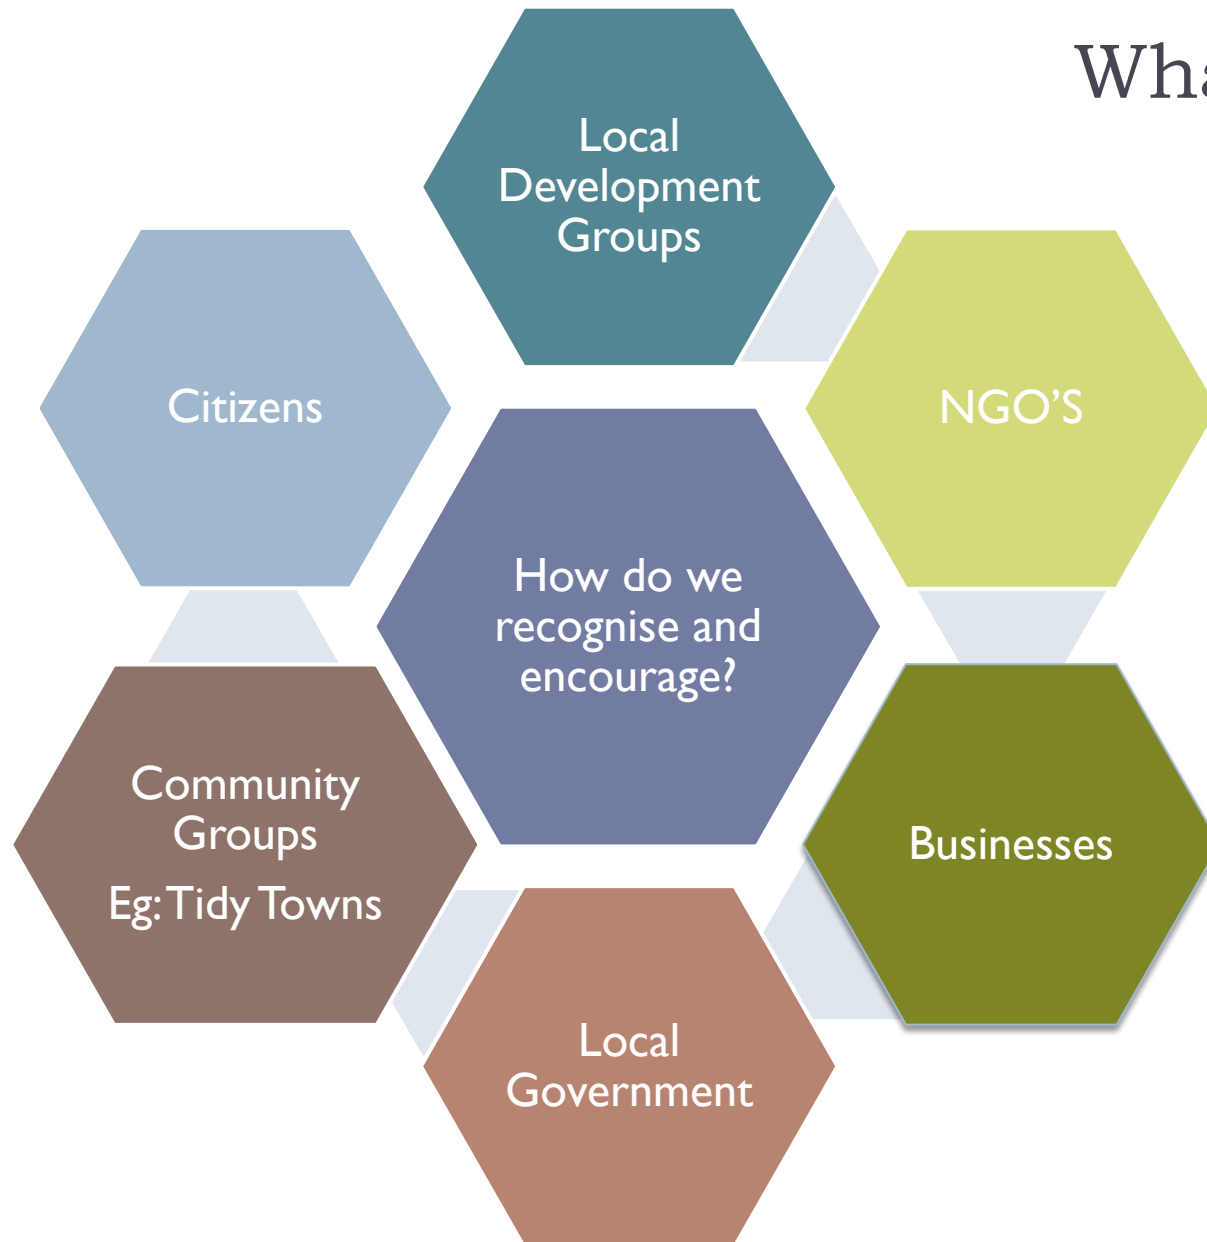 Wha
Local
Development
Groups
Citizens
NGO’S
How do we
recognise and
encourage?
Community
Groups
Eg: Tidy Towns
Businesses
Local
Government